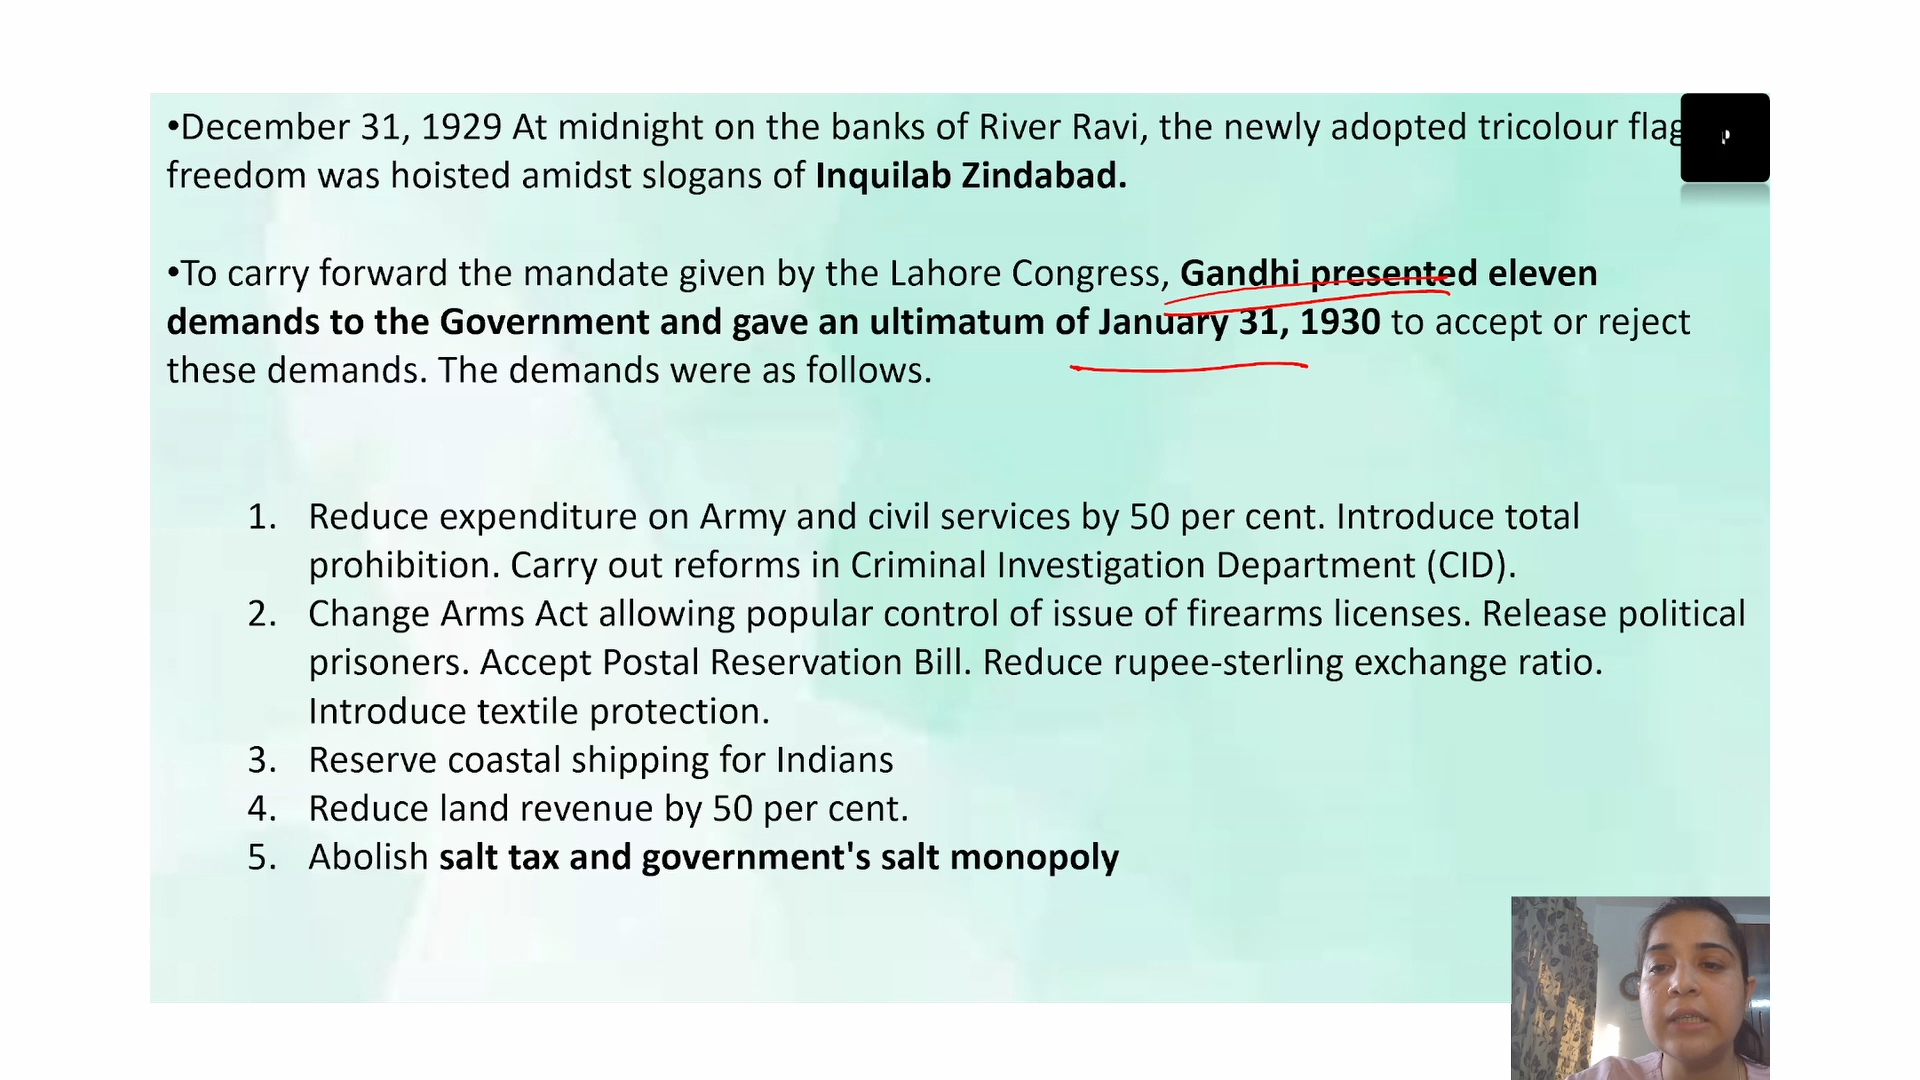 •December 31, 1929 At midnight on the banks of River Ravi, the newly adopted tricolour flag
freedom was hoisted amidst slogans of Inquilab Zindabad.
•To carry forward the mandate given by the Lahore Congress, Gandhi presented eleven
demands to the Government and gave an ultimatum of January 31, 1930 to accept or reject
these demands. The demands were as follows.
1. Reduce expenditure on Army and civil services by 50 per cent. Introduce total
prohibition. Carry out reforms in Criminal Investigation Department (CID).
2. Change Arms Act allowing popular control of issue of firearms licenses. Release political
prisoners. Accept Postal Reservation Bill. Reduce rupee-sterling exchange ratio.
Introduce textile protection.
3. Reserve coastal shipping for Indians
4. Reduce land revenue by 50 per cent.
5. Abolish salt tax and government's salt monopoly